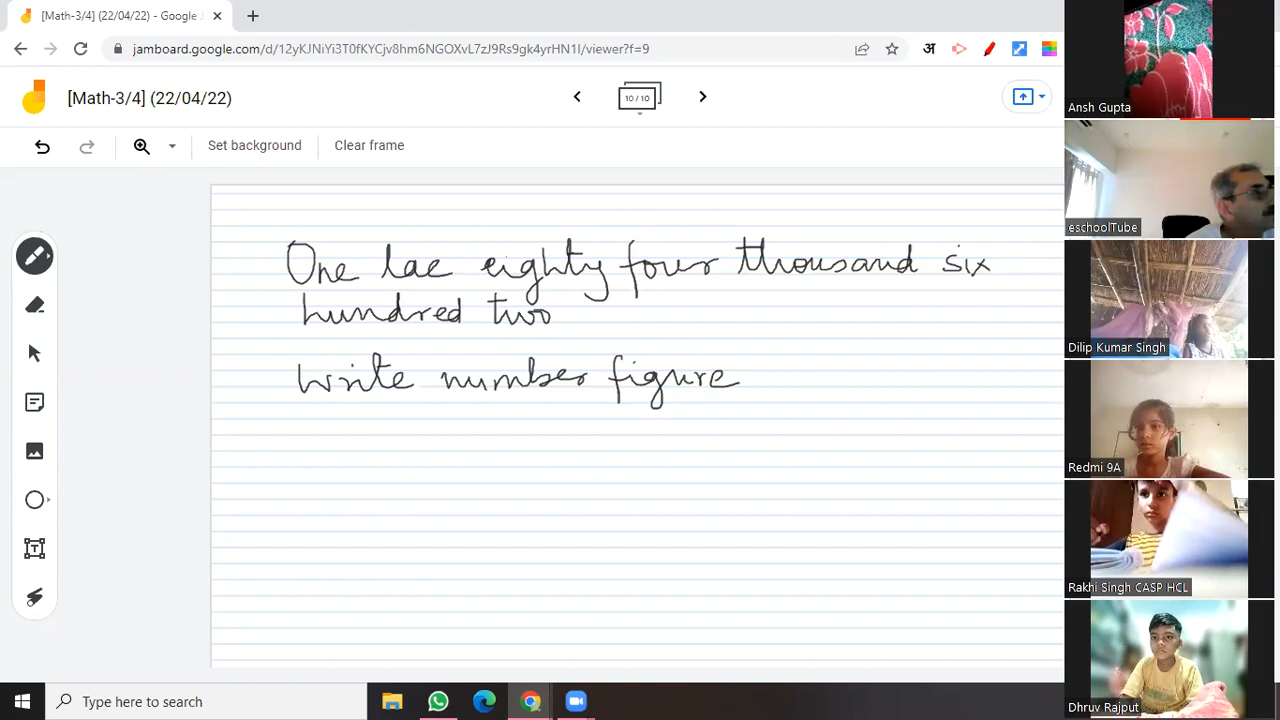 [Math-3/4] (22/04/22) - Google J
jamboard.google.com/d/12yKJNiYi3T0tKYCjv8hm6NGOXvL7zJ9Rs9gk4yrHN1I/viewer?f=9
अ
[Math-3/4] (22/04/22)
10 / 10
Set background
Clear frame
One lac eighty four thousand six
hundred two
Write number figure
Ansh Gupta
eschoolTube
Dilip Kumar Singh
Redmi 9A
Rakhi Singh CASP HCL
Dhruv Rajput
Type here to search